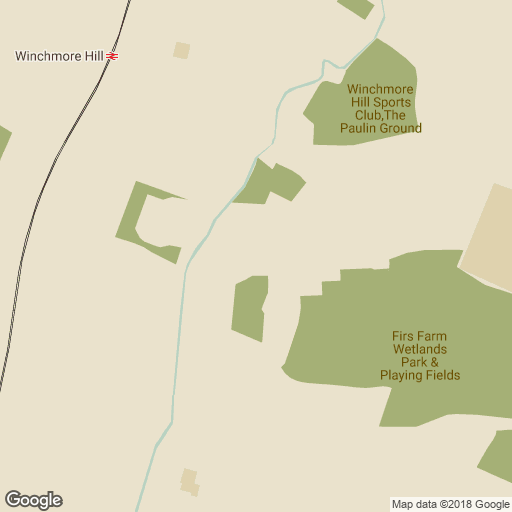 Winchmore Hill
Winchmore
Hill Sports
Club,The
Paulin Ground
Firs Farm
Wetlands
Park &
Playing Fields
Google
Map data ©2018 Google